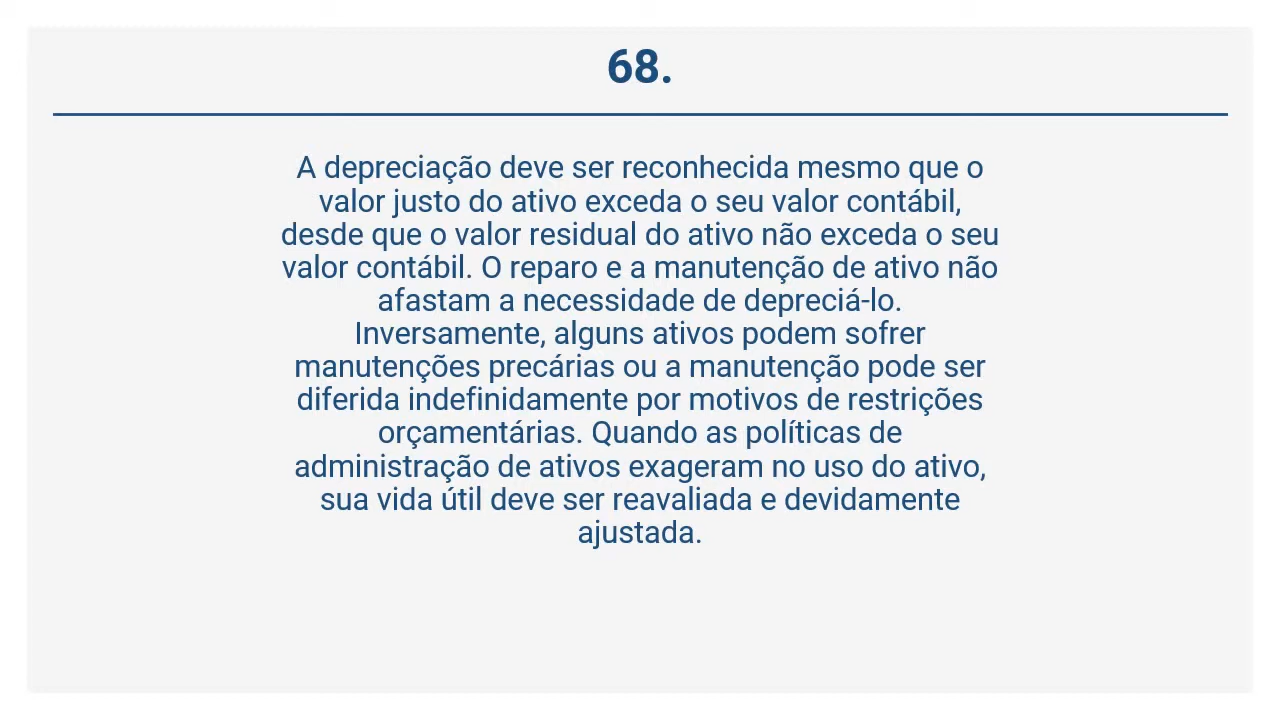 68.
A depreciação deve ser reconhecida mesmo que o
valor justo do ativo exceda o seu valor contábil,
desde que o valor residual do ativo não exceda o seu
valor contábil. O reparo e a manutenção de ativo não
afastam a necessidade de depreciá-lo.
Inversamente, alguns ativos podem sofrer
manutenções precárias ou a manutenção pode ser
diferida indefinidamente por motivos de restrições
orçamentárias. Quando as políticas de
administração de ativos exageram no uso do ativo,
sua vida útil deve ser reavaliada e devidamente
ajustada.